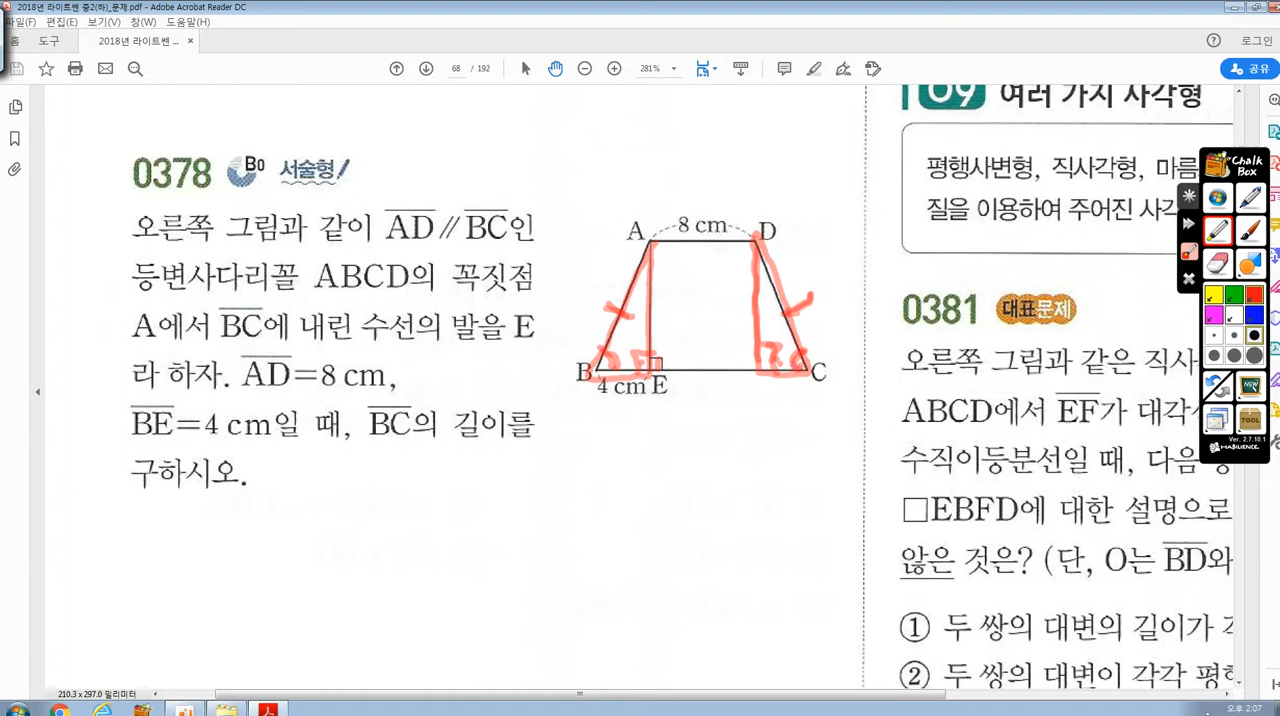 2018년 라이트쎈 중2(하)_문제.pdf - Adobe Acrobat Reader DC
파일(F) 편집(E) 보기(V) 창(W) 도움말(H)
홈 도구 2018년 라이트쎈 ... × 로그인
68 / 192 281% 공유
0378 B0 서술형!
오른쪽 그림과 같이 AD∥BC인
등변사다리꼴 ABCD의 꼭짓점
A에서 BC에 내린 수선의 발을 E
라 하자. AD=8 cm,
BE=4 cm일 때, BC의 길이를
구하시오.
8 cm
A D
B C
4 cm E
09 여러 가지 사각형
평행사변형, 직사각형, 마름
질을 이용하여 주어진 사각
0381 대표문제
오른쪽 그림과 같은 직사
ABCD에서 EF가 대각
수직이등분선일 때, 다음
□EBFD에 대한 설명으로
않은 것은? (단, O는 BD와
① 두 쌍의 대변의 길이가 각
② 두 쌍의 대변이 각각 평행
Chalk
Box
NEW
TOOL
Ver. 2.7.10.1
MABILIENCE
210.3 x 297.0 밀리미터
오후 2:07